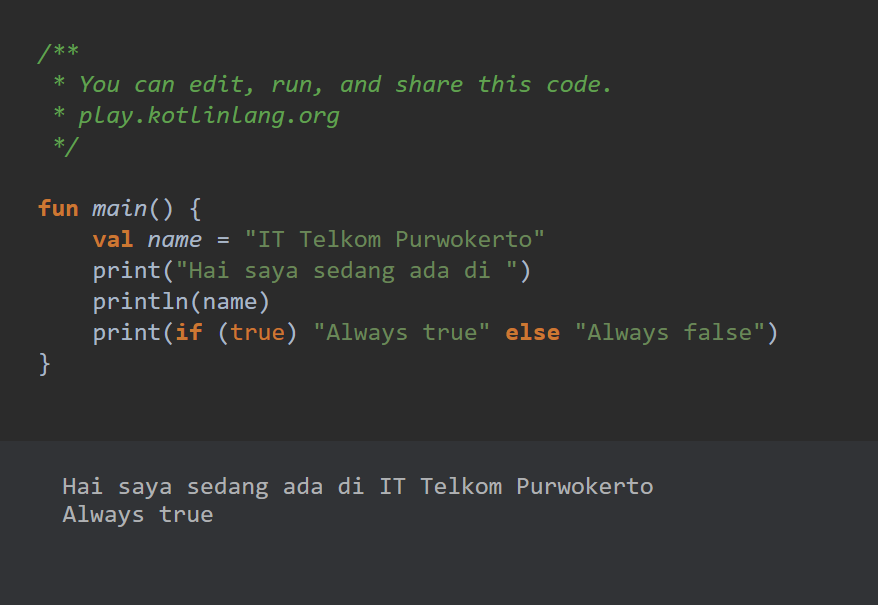 /**
 * You can edit, run, and share this code.
 * play.kotlinlang.org
 */
fun main() {
    val name = "IT Telkom Purwokerto"
    print("Hai saya sedang ada di ")
    println(name)
    print(if (true) "Always true" else "Always false")
}
Hai saya sedang ada di IT Telkom Purwokerto
Always true